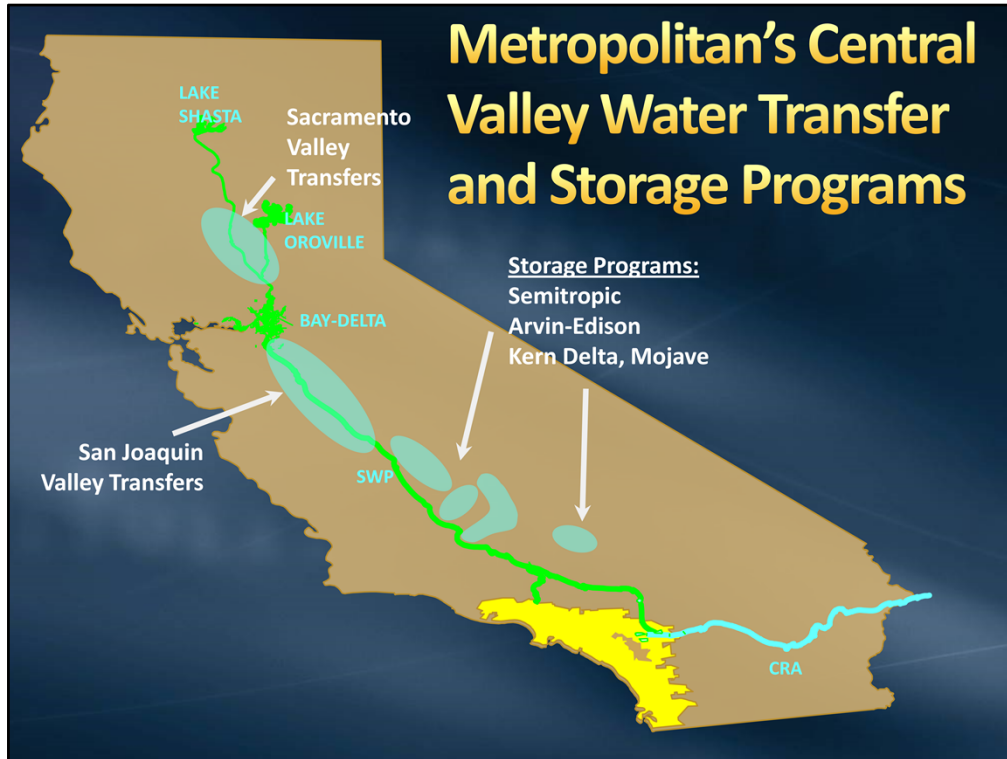 Metropolitan's Central
Valley Water Transfer
and Storage Programs
LAKE
SHASTA
Sacramento
Valley
Transfers
LAKE
OROVILLE
Storage Programs:
Semitropic
Arvin-Edison
Kern Delta, Mojave
BAY-DELTA
San Joaquin
Valley Transfers
SWP
CRA